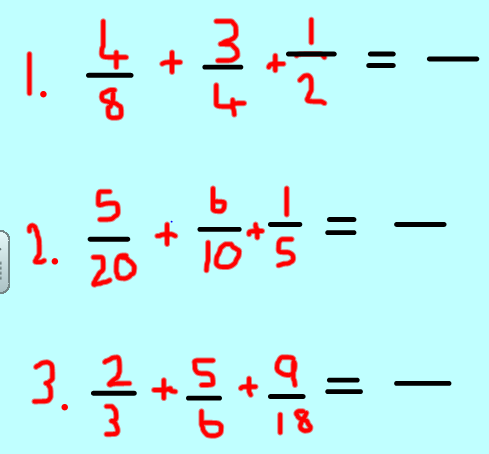 1. 4/8 + 3/4 + 1/2 = —
2. 5/20 + 6/10 + 1/5 = —
3. 2/3 + 5/6 + 9/18 = —